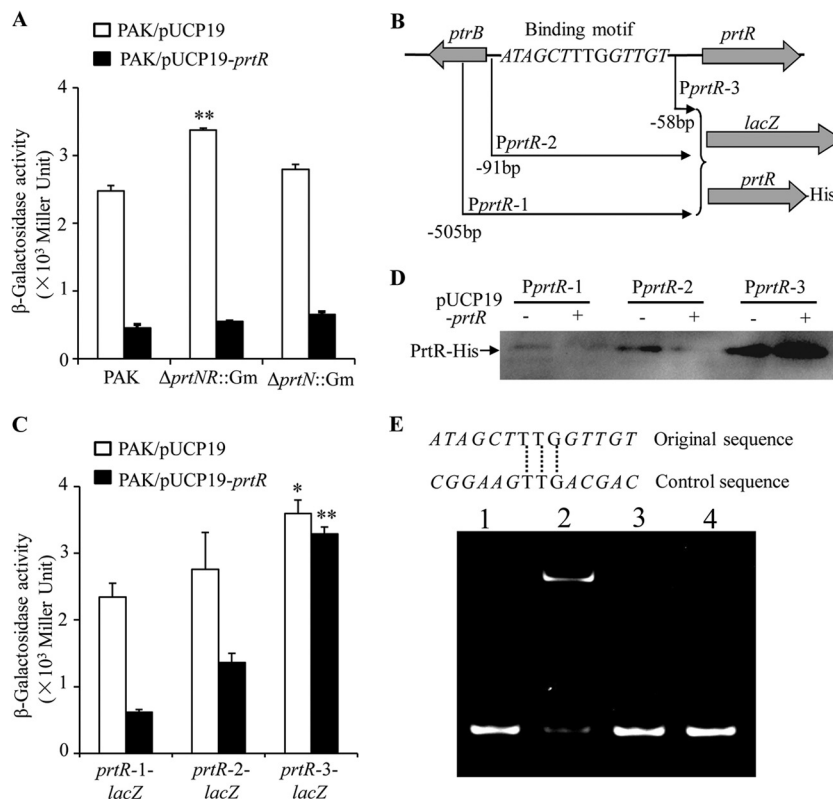 A
PAK/pUCP19
PAK/pUCP19-prtR
β-Galactosidase activity
(×10³ Miller Unit)
4
3
2
1
0
**
PAK
ΔprtNR::Gm
ΔprtN::Gm
B
ptrB
Binding motif
prtR
ATAGCTTTGGTTGT
PprtR-3
-58bp
lacZ
PprtR-2
-91bp
prtR
-His
PprtR-1
-505bp
D
PprtR-1
PprtR-2
PprtR-3
pUCP19
-prtR
- + - + - +
PrtR-His
C
PAK/pUCP19
PAK/pUCP19-prtR
β-Galactosidase activity
(×10³ Miller Unit)
4
3
2
1
0
*
**
prtR-1-
lacZ
prtR-2-
lacZ
prtR-3-
lacZ
E
ATAGCTTTGGTTGT Original sequence
CGGAAGTTGACGAC Control sequence
1 2 3 4